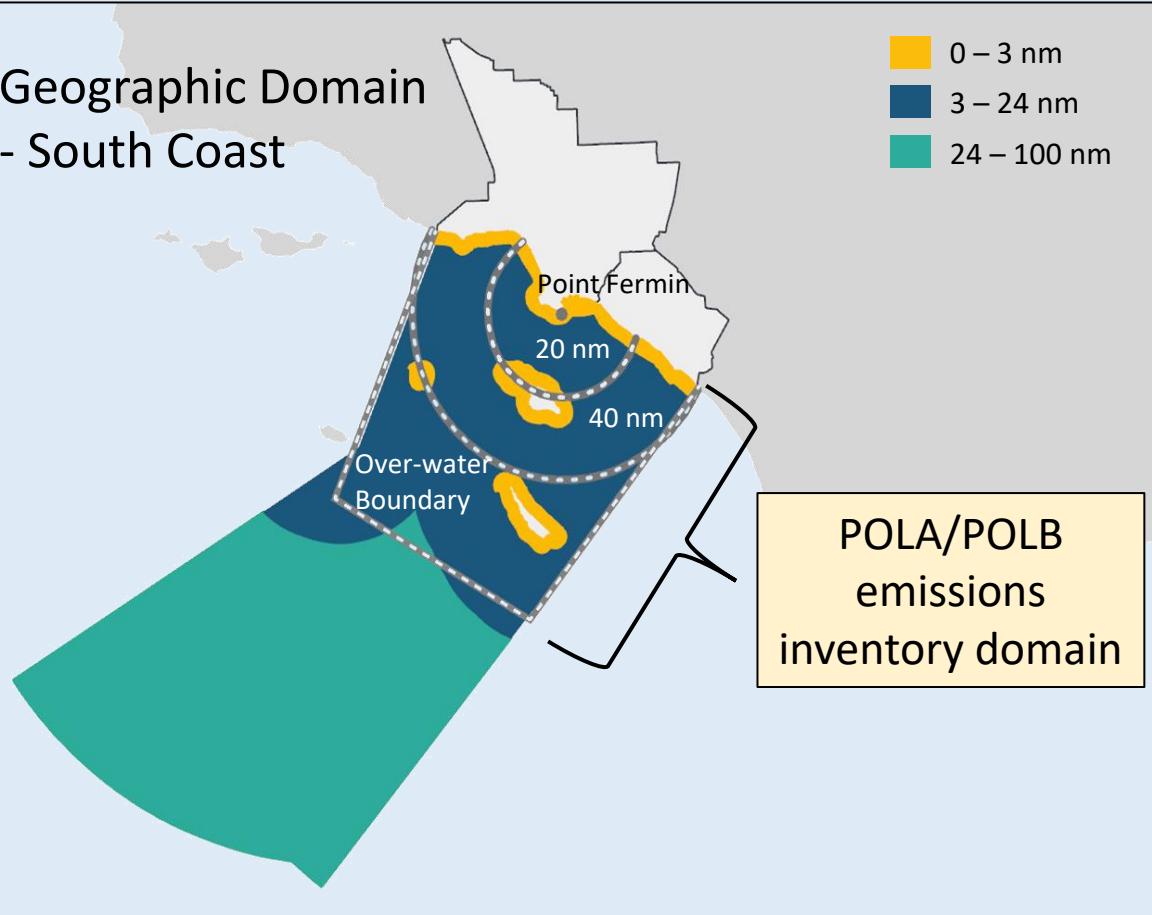 Geographic Domain
- South Coast
0 – 3 nm
3 – 24 nm
24 – 100 nm
Point Fermin
20 nm
40 nm
Over-water
Boundary
POLA/POLB
emissions
inventory domain